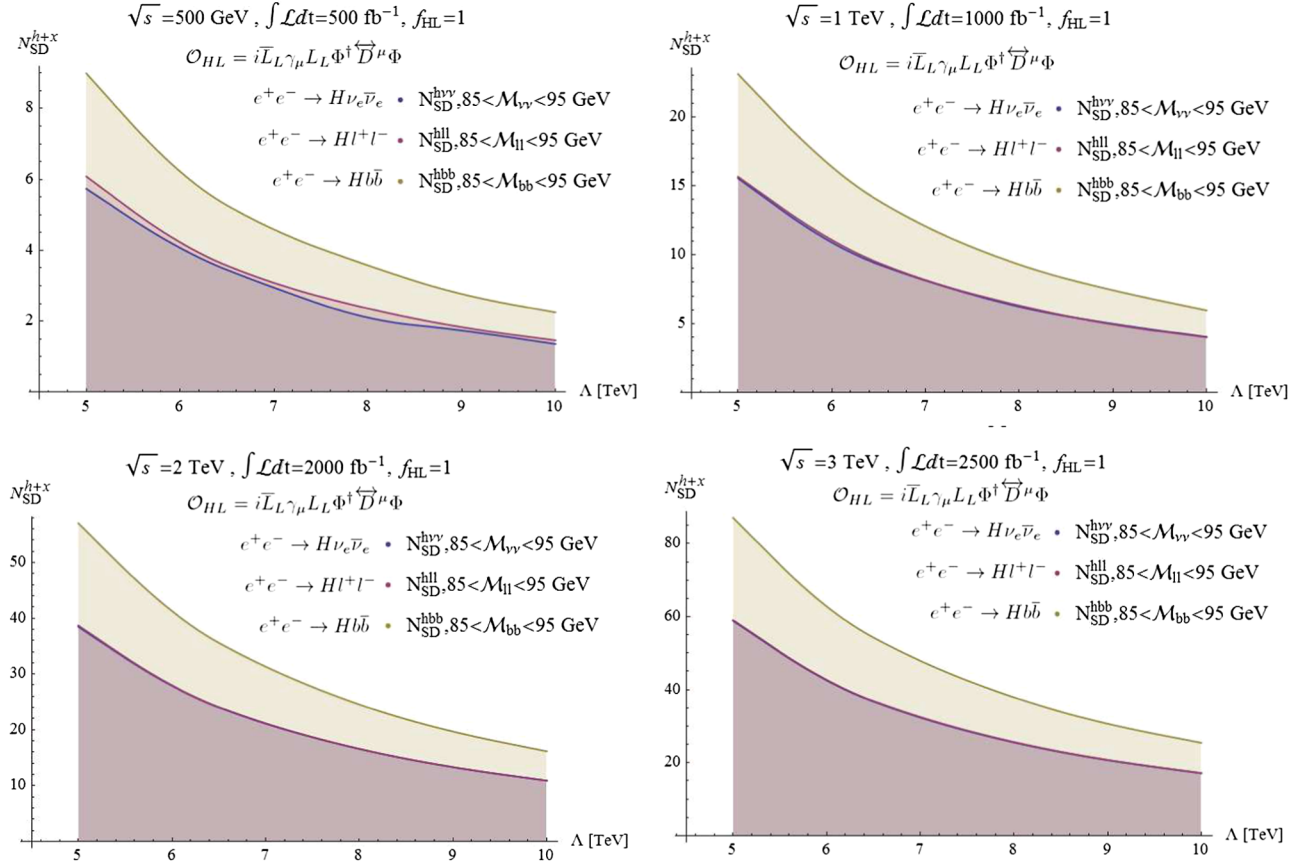 √s =500 GeV , ∫ℒdt=500 fb⁻¹, f_HL=1
N_SD^{h+x}
𝒪_{HL} = iL̅_Lγ_μL_LΦ†D⃡^μΦ
e⁺e⁻ → Hν_eν̅_e • N_SD^{hνν},85<ℳ_νν<95 GeV
e⁺e⁻ → Hl⁺l⁻ • N_SD^{hll},85<ℳ_ll<95 GeV
e⁺e⁻ → Hbb̅ • N_SD^{hbb},85<ℳ_bb<95 GeV
8
6
4
2
5 6 7 8 9 10 Λ [TeV]
√s =1 TeV , ∫ℒdt=1000 fb⁻¹, f_HL=1
N_SD^{h+x}
𝒪_{HL} = iL̅_Lγ_μL_LΦ†D⃡^μΦ
e⁺e⁻ → Hν_eν̅_e • N_SD^{hνν},85<ℳ_νν<95 GeV
e⁺e⁻ → Hl⁺l⁻ • N_SD^{hll},85<ℳ_ll<95 GeV
e⁺e⁻ → Hbb̅ • N_SD^{hbb},85<ℳ_bb<95 GeV
20
15
10
5
5 6 7 8 9 10 Λ [TeV]
√s =2 TeV , ∫ℒdt=2000 fb⁻¹, f_HL=1
N_SD^{h+x}
𝒪_{HL} = iL̅_Lγ_μL_LΦ†D⃡^μΦ
e⁺e⁻ → Hν_eν̅_e • N_SD^{hνν},85<ℳ_νν<95 GeV
e⁺e⁻ → Hl⁺l⁻ • N_SD^{hll},85<ℳ_ll<95 GeV
e⁺e⁻ → Hbb̅ • N_SD^{hbb},85<ℳ_bb<95 GeV
50
40
30
20
10
5 6 7 8 9 10 Λ [TeV]
√s =3 TeV , ∫ℒdt=2500 fb⁻¹, f_HL=1
N_SD^{h+x}
𝒪_{HL} = iL̅_Lγ_μL_LΦ†D⃡^μΦ
e⁺e⁻ → Hν_eν̅_e • N_SD^{hνν},85<ℳ_νν<95 GeV
e⁺e⁻ → Hl⁺l⁻ • N_SD^{hll},85<ℳ_ll<95 GeV
e⁺e⁻ → Hbb̅ • N_SD^{hbb},85<ℳ_bb<95 GeV
80
60
40
20
5 6 7 8 9 10 Λ [TeV]